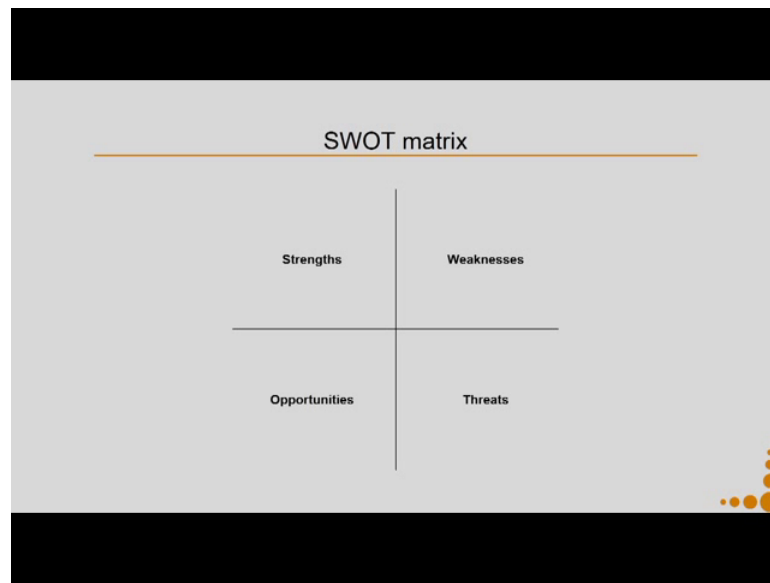 SWOT matrix
Strengths
Weaknesses
Opportunities
Threats